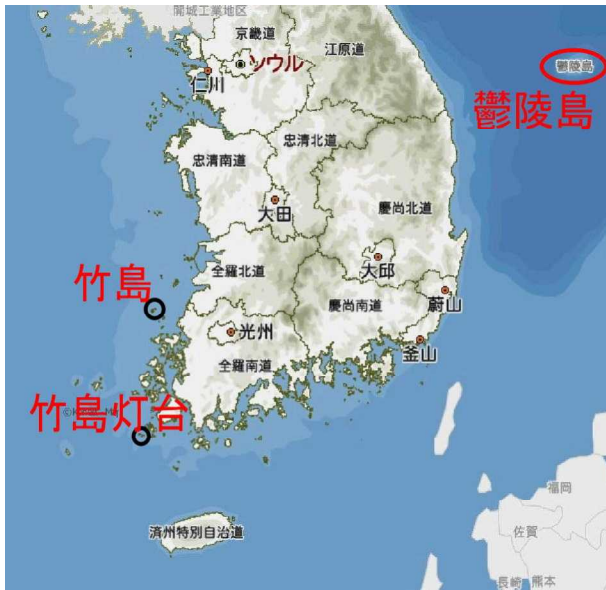 開城工業地区
京畿道
江原道
ソウル
仁川
鬱陵島
鬱陵島
忠清北道
忠清南道
大田
慶尚北道
大邱
竹島
全羅北道
慶尚南道
蔚山
光州
釜山
全羅南道
竹島灯台
済州特別自治道
福岡
佐賀
長崎
熊本